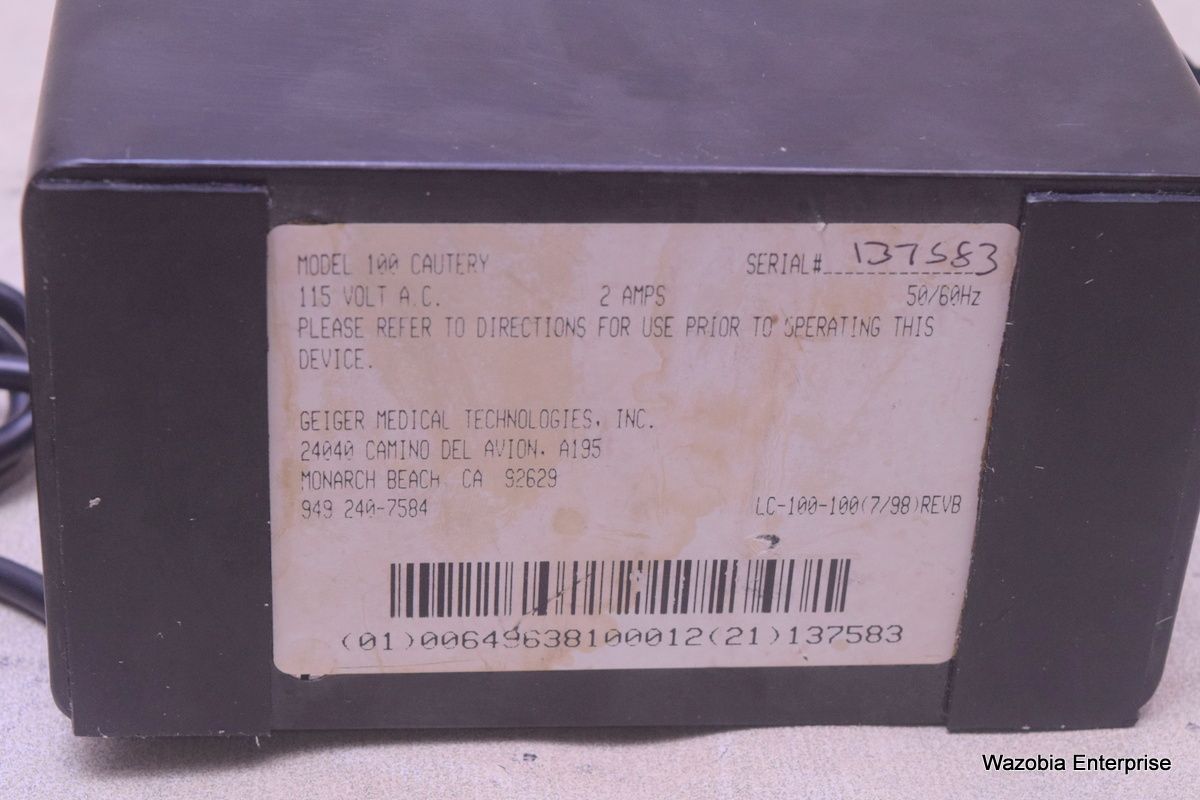 MODEL 100 CAUTERY SERIAL# 137583
115 VOLT A.C. 2 AMPS 50/60Hz
PLEASE REFER TO DIRECTIONS FOR USE PRIOR TO OPERATING THIS
DEVICE.
GEIGER MEDICAL TECHNOLOGIES, INC.
24040 CAMINO DEL AVION, A195
MONARCH BEACH, CA 92629
949 240-7584 LC-100-100(7/98)REVB
(01)00649638100012(21)137583
Wazobia Enterprise